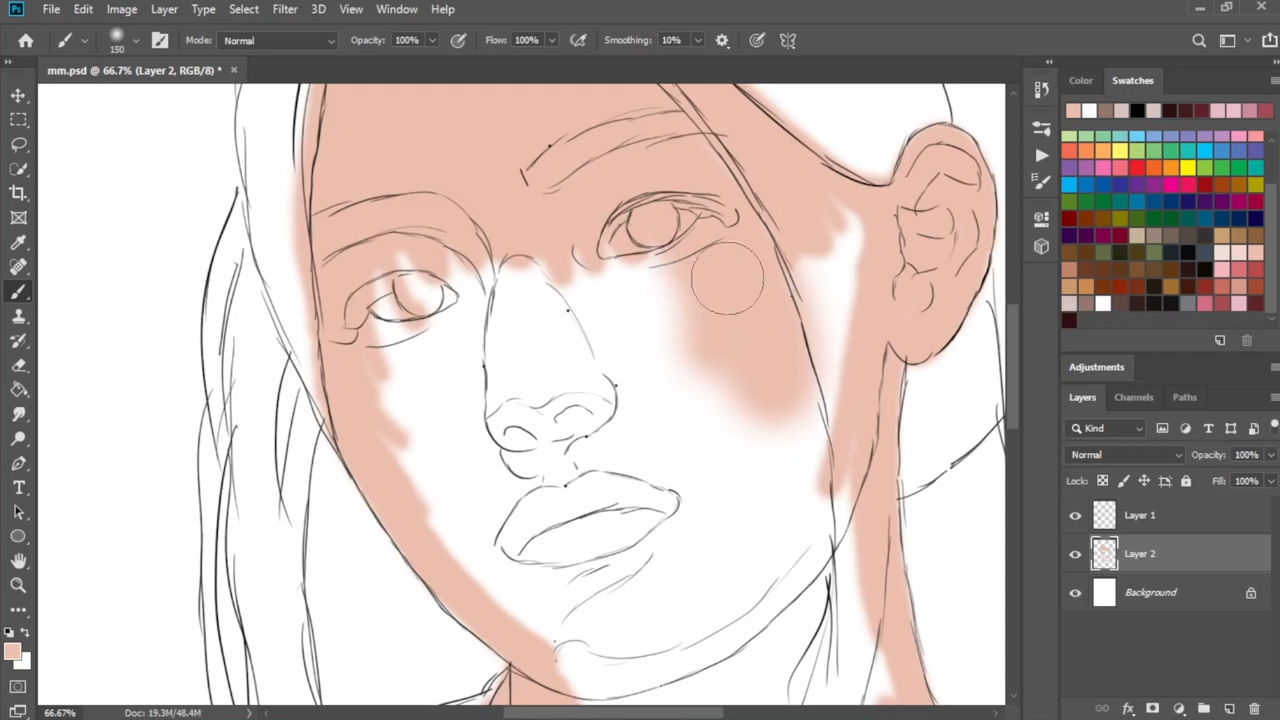 Ps File Edit Image Layer Type Select Filter 3D View Window Help
150 Mode: Normal Opacity: 100% Flow: 100% Smoothing: 10%
mm.psd @ 66.7% (Layer 2, RGB/8) * ×
Color Swatches
Adjustments
Layers Channels Paths
Kind
Normal Opacity: 100%
Lock: Fill: 100%
Layer 1
Layer 2
Background
66.67% Doc: 19.3M/48.4M